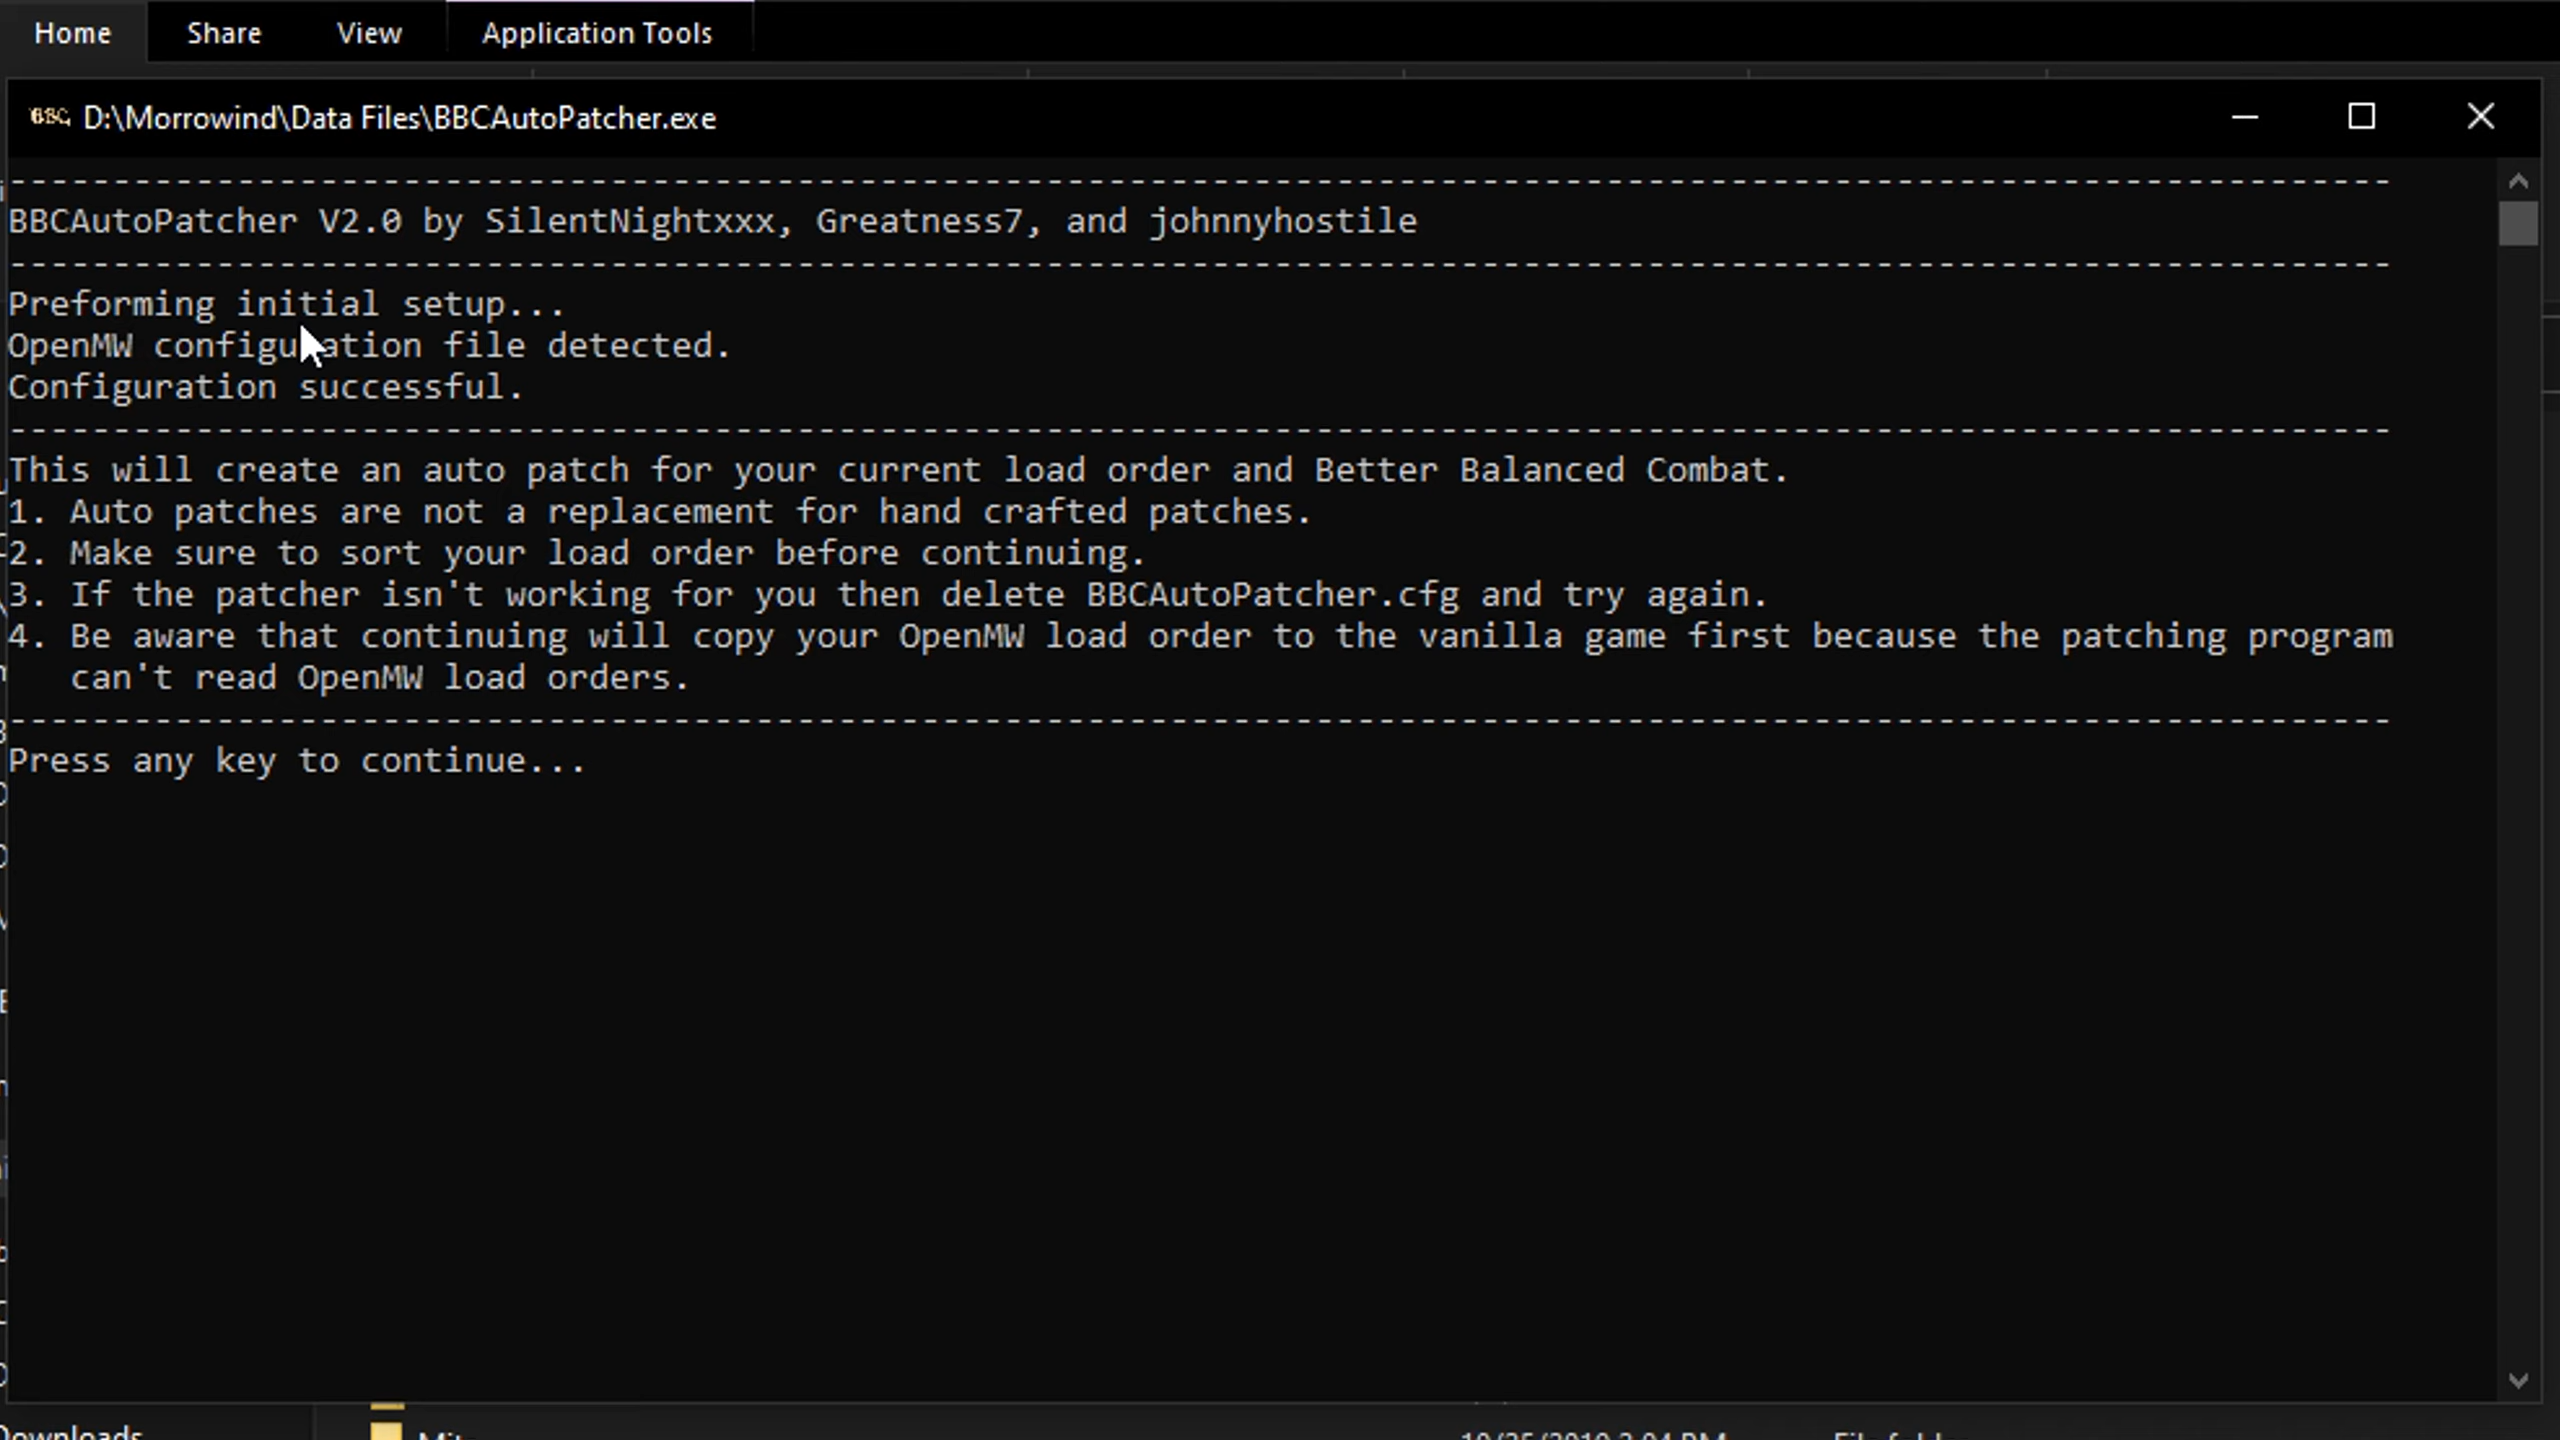 Home Share View Application Tools
BBC D:\Morrowind\Data Files\BBCAutoPatcher.exe
--------------------------------------------------------------------------------------------------------------------
BBCAutoPatcher V2.0 by SilentNightxxx, Greatness7, and johnnyhostile
--------------------------------------------------------------------------------------------------------------------
Preforming initial setup...
OpenMW configuration file detected.
Configuration successful.
--------------------------------------------------------------------------------------------------------------------
This will create an auto patch for your current load order and Better Balanced Combat.
1. Auto patches are not a replacement for hand crafted patches.
2. Make sure to sort your load order before continuing.
3. If the patcher isn't working for you then delete BBCAutoPatcher.cfg and try again.
4. Be aware that continuing will copy your OpenMW load order to the vanilla game first because the patching program
can't read OpenMW load orders.
--------------------------------------------------------------------------------------------------------------------
Press any key to continue...
Downloads